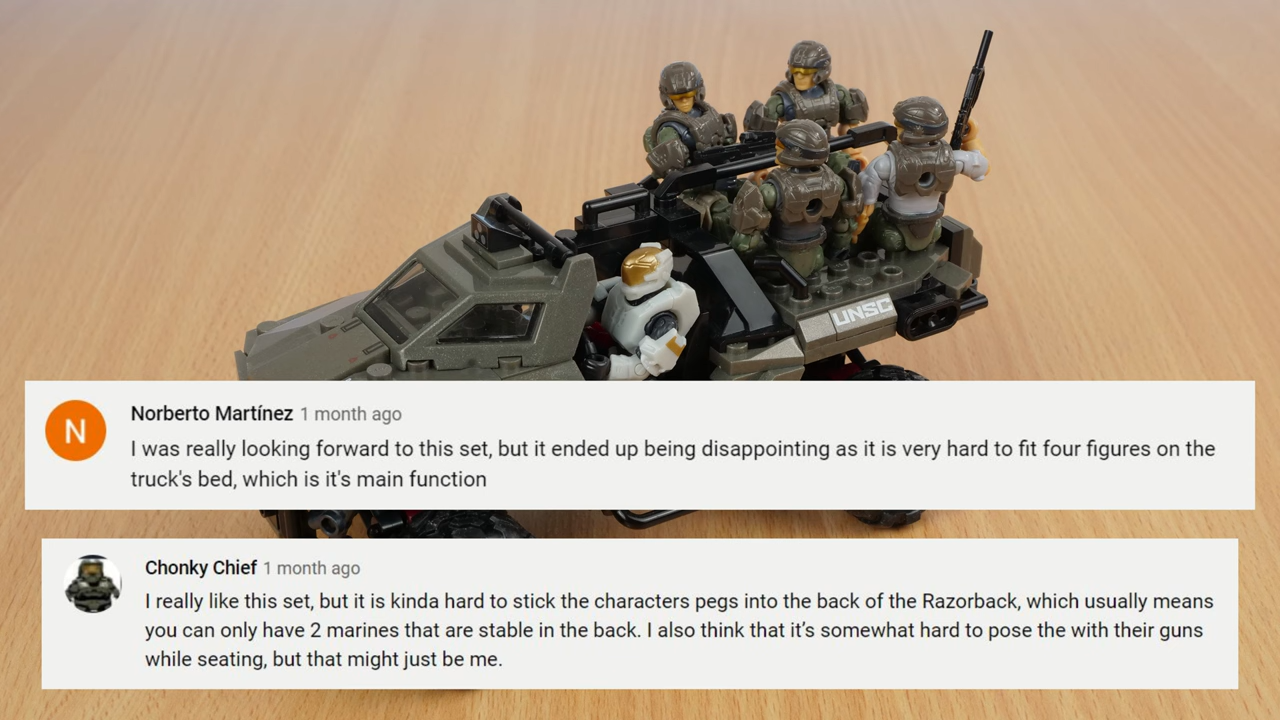 UNSC
N
Norberto Martínez 1 month ago
I was really looking forward to this set, but it ended up being disappointing as it is very hard to fit four figures on the
truck's bed, which is it's main function
Chonky Chief 1 month ago
I really like this set, but it is kinda hard to stick the characters pegs into the back of the Razorback, which usually means
you can only have 2 marines that are stable in the back. I also think that it’s somewhat hard to pose the with their guns
while seating, but that might just be me.